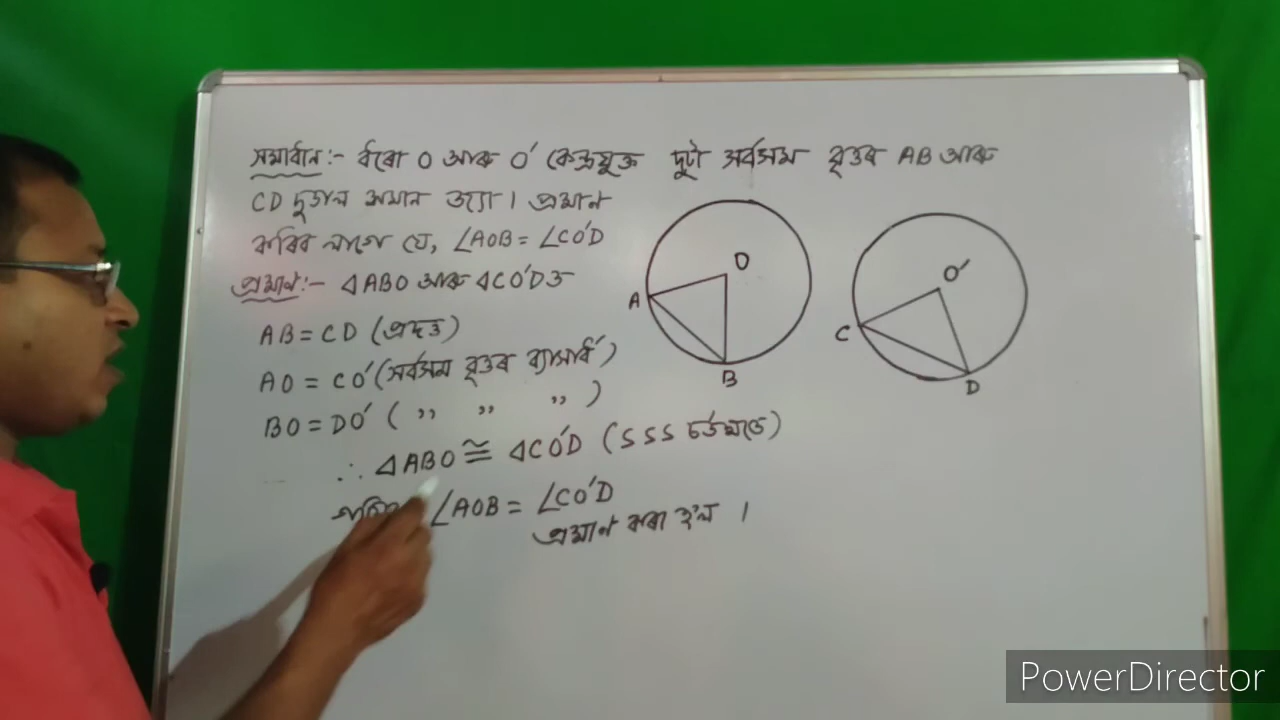 সমাধান:- ধৰো O আৰু O′ কেন্দ্ৰযুক্ত দুটা সৰ্বসম বৃত্তৰ AB আৰু
CD দুডাল সমান জ্যা। প্ৰমাণ
কৰিব লাগে যে, ∠AOB = ∠CO′D
প্ৰমাণ:- △ABO আৰু △CO′D ত
AB = CD (প্ৰদত্ত)
AO = CO′ (সৰ্বসম বৃত্তৰ ব্যাসাৰ্ধ)
BO = DO′ ( ,, ,, ,, )
∴ △ABO ≅ △CO′D (SSS চৰ্তমতে)
∠AOB = ∠CO′D
প্ৰমাণ কৰা হ'ল ।
O
A
B
O′
C
D
PowerDirector